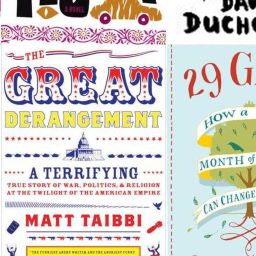 A NOVEL
DUCHO
THE
GREAT
DERANGEMENT
A TERRIFYING
TRUE STORY OF WAR, POLITICS, & RELIGION
AT THE TWILIGHT OF THE AMERICAN EMPIRE
MATT TAIBBI
29 G
HOW A
MONTH OF
CAN CHANGE